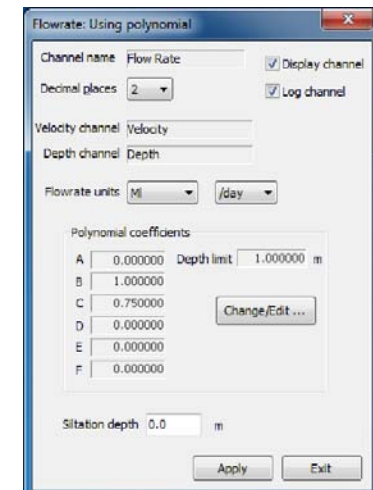 Flowrate: Using polynomial
Channel name Flow Rate Display channel
Decimal places 2 Log channel
Velocity channel Velocity
Depth channel Depth
Flowrate units Ml /day
Polynomial coefficients
A 0.000000 Depth limit 1.000000 m
B 1.000000
C 0.750000 Change/Edit ...
D 0.000000
E 0.000000
F 0.000000
Siltation depth 0.0 m
Apply Exit